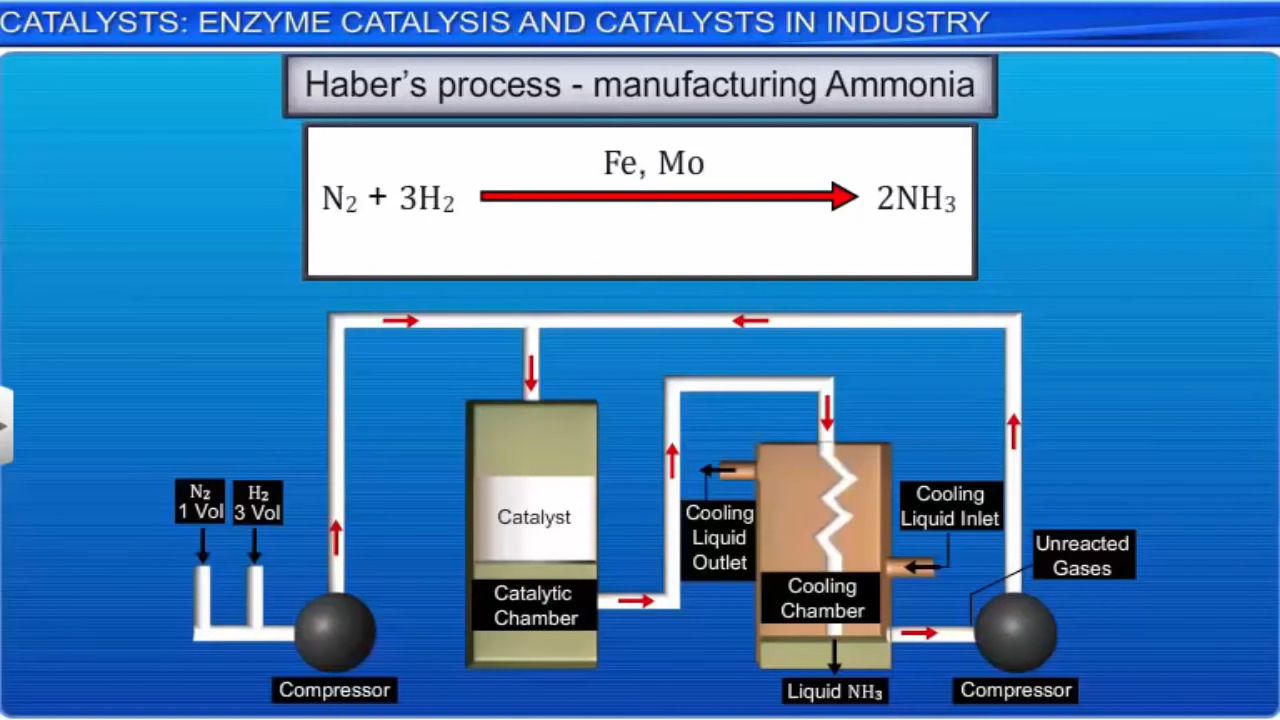 CATALYSTS: ENZYME CATALYSIS AND CATALYSTS IN INDUSTRY
Haber's process - manufacturing Ammonia
Fe, Mo
N₂ + 3H₂ 2NH₃
N₂
1 Vol
H₂
3 Vol
Compressor
Catalyst
Catalytic
Chamber
Cooling
Liquid
Outlet
Cooling
Chamber
Liquid NH₃
Cooling
Liquid Inlet
Unreacted
Gases
Compressor